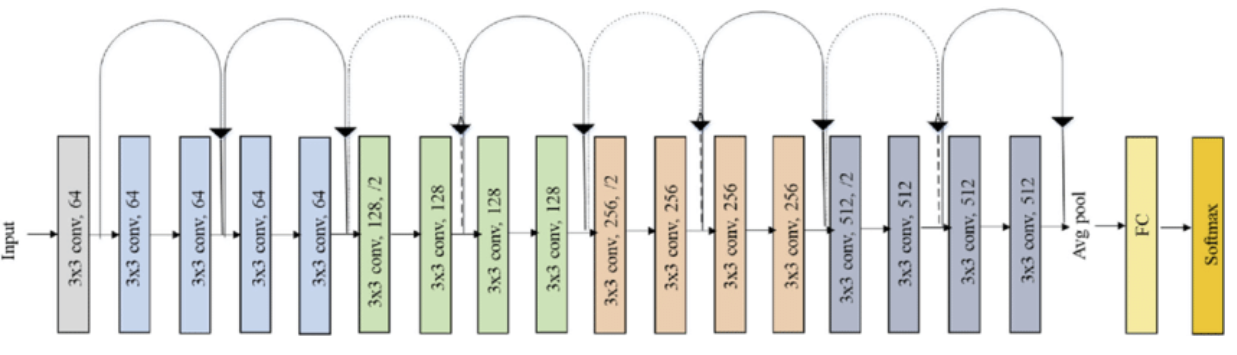 Input
3x3 conv, 64
3x3 conv, 64
3x3 conv, 64
3x3 conv, 64
3x3 conv, 64
3x3 conv, 128, /2
3x3 conv, 128
3x3 conv, 128
3x3 conv, 128
3x3 conv, 256, /2
3x3 conv, 256
3x3 conv, 256
3x3 conv, 256
3x3 conv, 512, /2
3x3 conv, 512
3x3 conv, 512
3x3 conv, 512
Avg pool
FC
Softmax